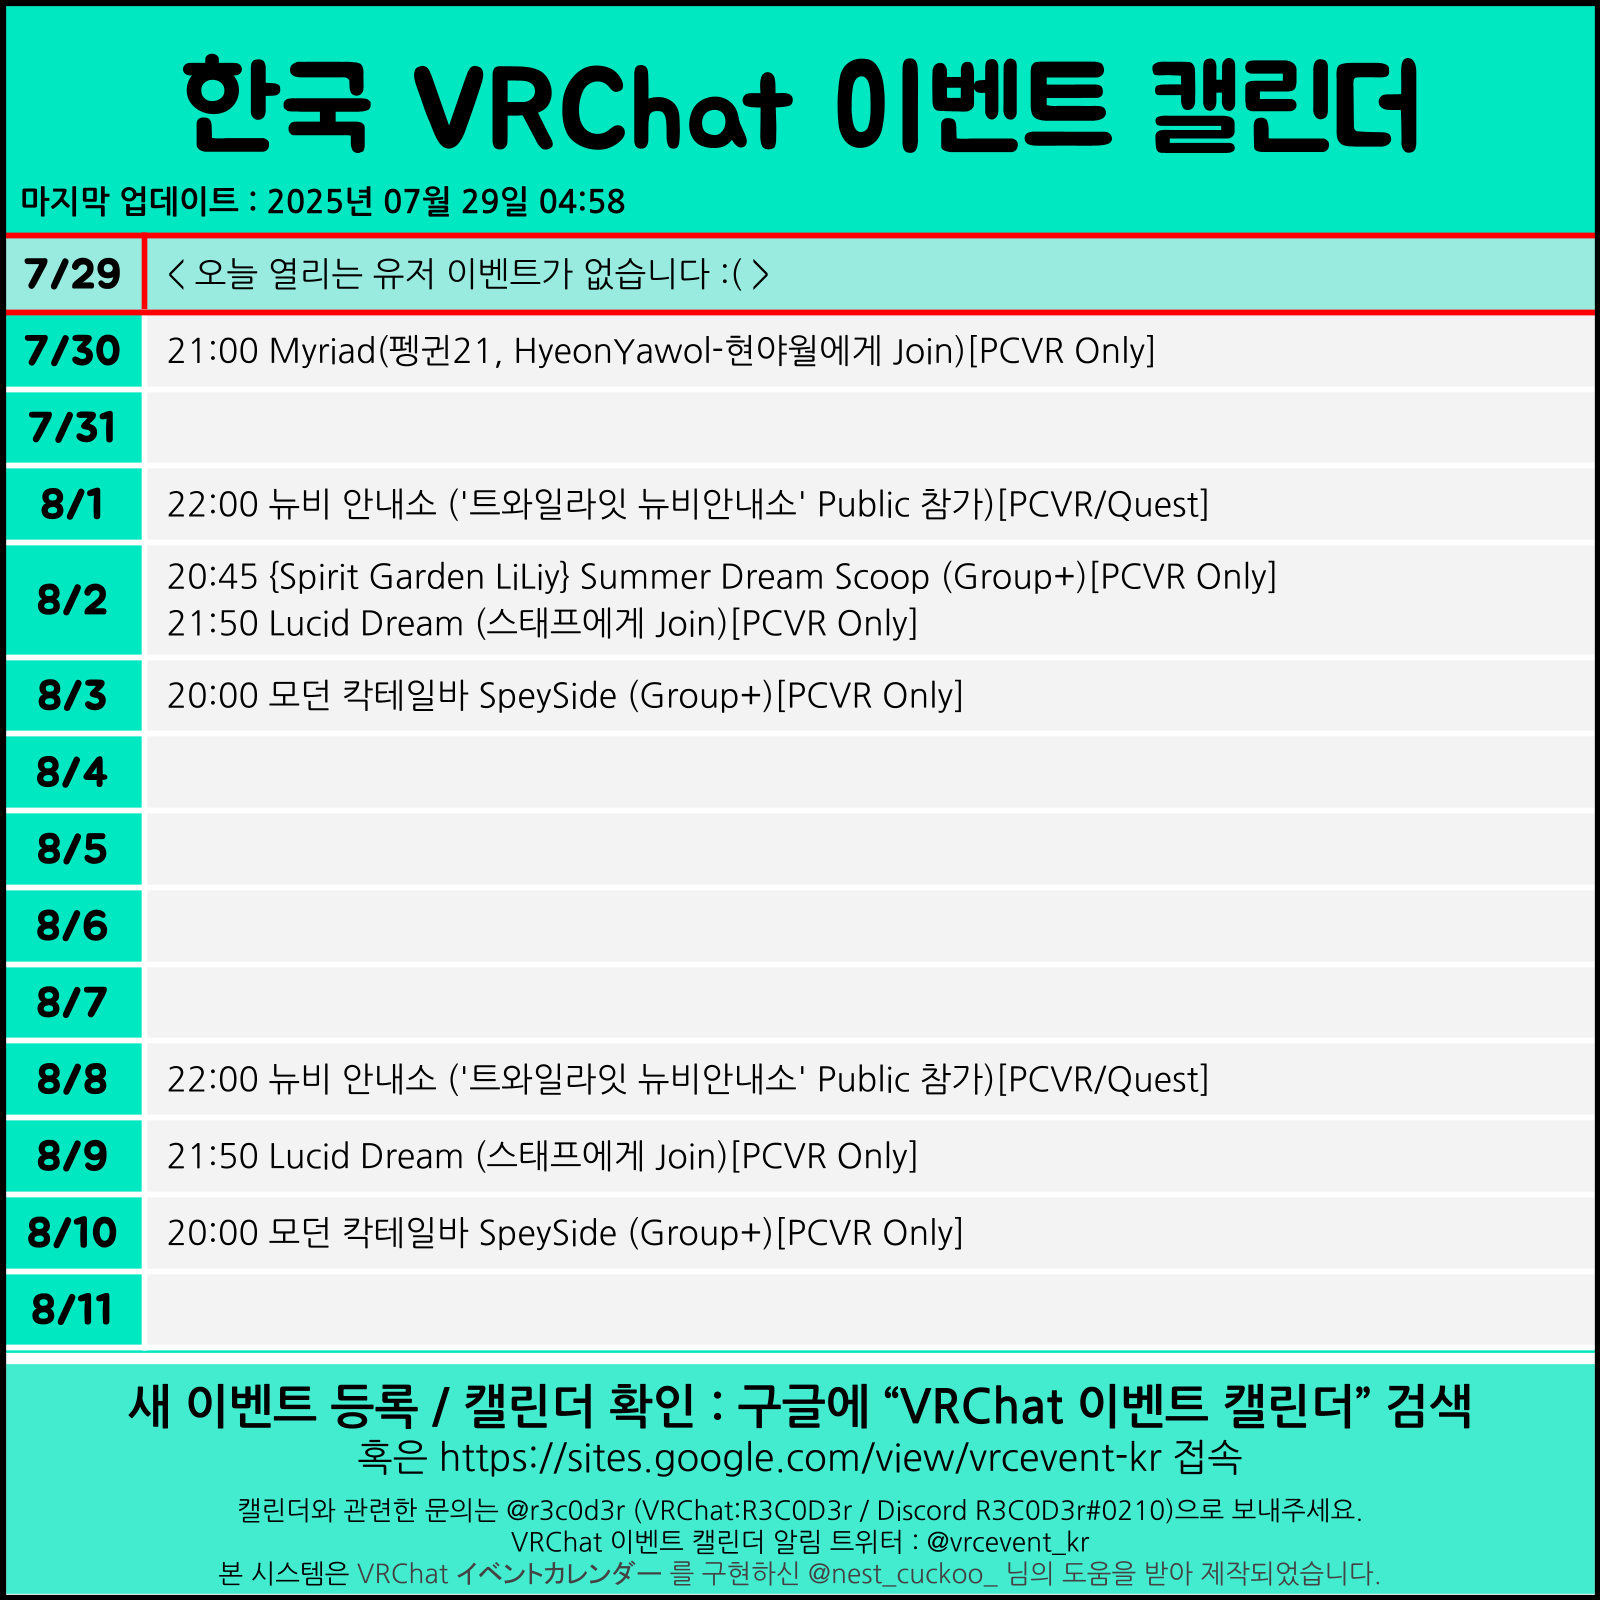 한국 VRChat 이벤트 캘린더
마지막 업데이트 : 2025년 07월 29일 04:58
7/29 < 오늘 열리는 유저 이벤트가 없습니다 :( >
7/30 21:00 Myriad(펭귄21, HyeonYawol-현야월에게 Join)[PCVR Only]
7/31
8/1 22:00 뉴비 안내소 ('트와일라잇 뉴비안내소' Public 참가)[PCVR/Quest]
8/2 20:45 {Spirit Garden LiLiy} Summer Dream Scoop (Group+)[PCVR Only]
21:50 Lucid Dream (스태프에게 Join)[PCVR Only]
8/3 20:00 모던 칵테일바 SpeySide (Group+)[PCVR Only]
8/4
8/5
8/6
8/7
8/8 22:00 뉴비 안내소 ('트와일라잇 뉴비안내소' Public 참가)[PCVR/Quest]
8/9 21:50 Lucid Dream (스태프에게 Join)[PCVR Only]
8/10 20:00 모던 칵테일바 SpeySide (Group+)[PCVR Only]
8/11
새 이벤트 등록 / 캘린더 확인 : 구글에 “VRChat 이벤트 캘린더” 검색
혹은 https://sites.google.com/view/vrcevent-kr 접속
캘린더와 관련한 문의는 @r3c0d3r (VRChat:R3C0D3r / Discord R3C0D3r#0210)으로 보내주세요.
VRChat 이벤트 캘린더 알림 트위터 : @vrcevent_kr
본 시스템은 VRChat イベントカレンダー 를 구현하신 @nest_cuckoo_ 님의 도움을 받아 제작되었습니다.